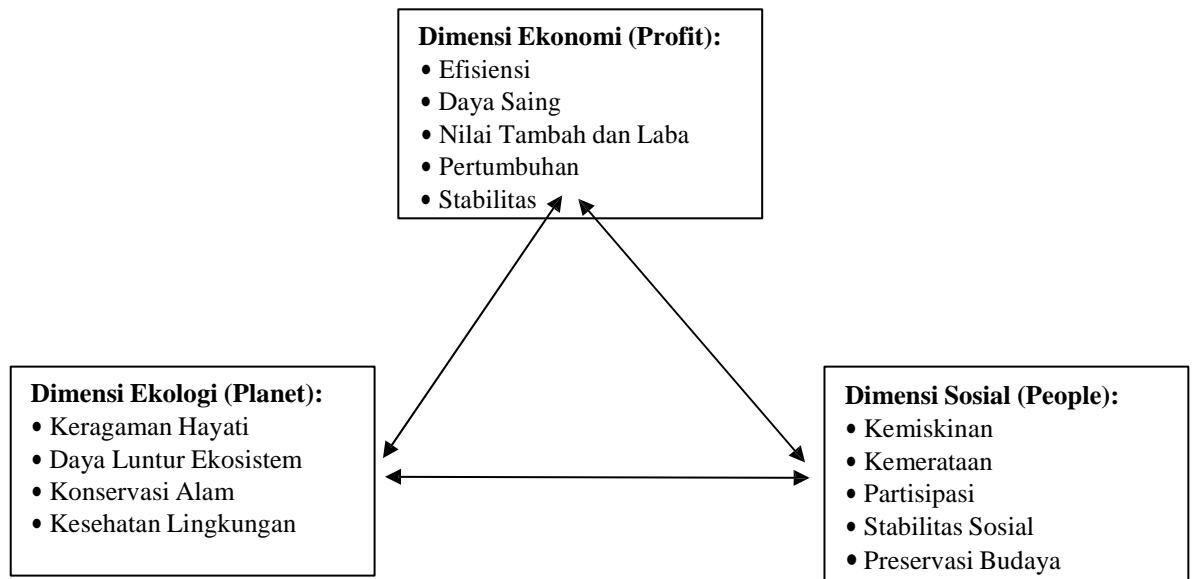 Dimensi Ekonomi (Profit):
• Efisiensi
• Daya Saing
• Nilai Tambah dan Laba
• Pertumbuhan
• Stabilitas
Dimensi Ekologi (Planet):
• Keragaman Hayati
• Daya Luntur Ekosistem
• Konservasi Alam
• Kesehatan Lingkungan
Dimensi Sosial (People):
• Kemiskinan
• Kemerataan
• Partisipasi
• Stabilitas Sosial
• Preservasi Budaya